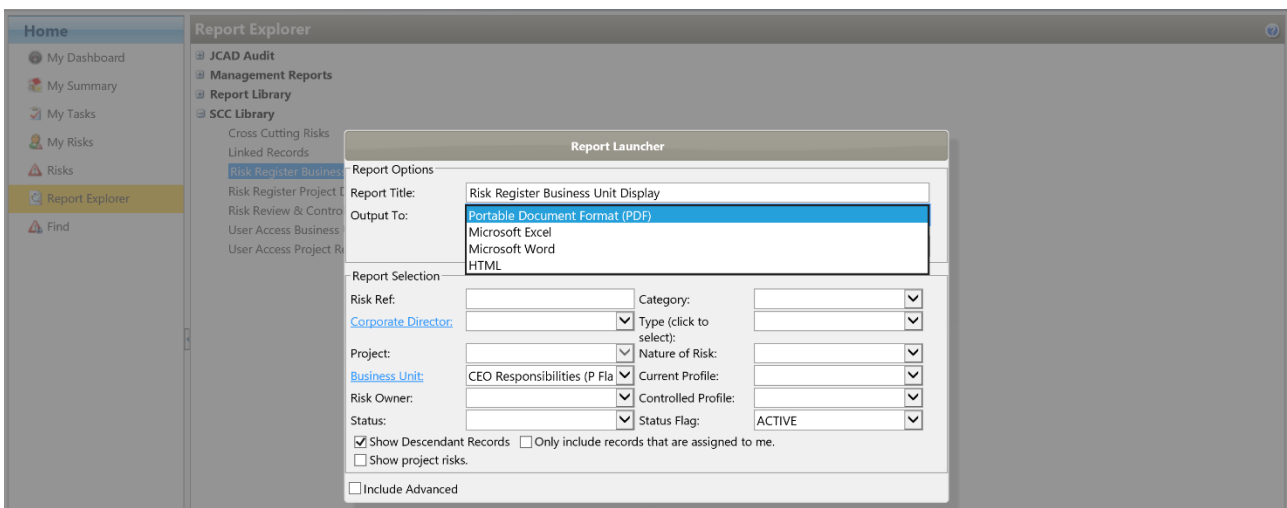 Home
Report Explorer
My Dashboard
My Summary
My Tasks
My Risks
Risks
Report Explorer
Find
JCAD Audit
Management Reports
Report Library
SCC Library
Cross Cutting Risks
Linked Records
Risk Register Busines
Risk Register Project
Risk Review & Contro
User Access Business
User Access Project R
Report Launcher
Report Options
Report Title: Risk Register Business Unit Display
Output To: Portable Document Format (PDF)
Microsoft Excel
Microsoft Word
HTML
Report Selection
Risk Ref: Category:
Corporate Director: Type (click to
select):
Project: Nature of Risk:
Business Unit: CEO Responsibilities (P Fla Current Profile:
Risk Owner: Controlled Profile:
Status: Status Flag: ACTIVE
Show Descendant Records Only include records that are assigned to me.
Show project risks.
Include Advanced